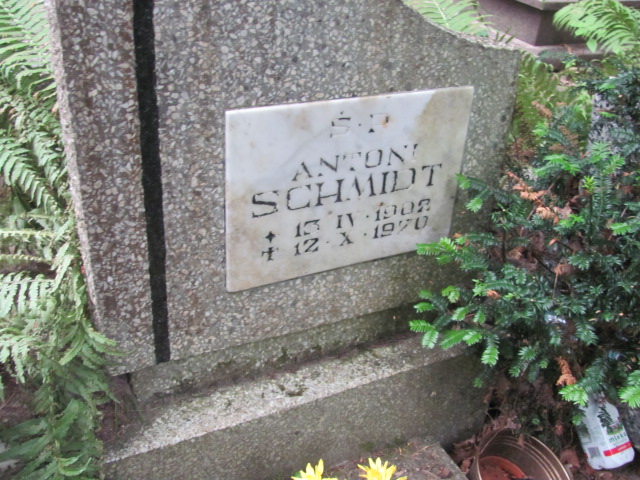 Ś·P
ANTONI
SCHMIDT
✦ 13·IV·1902
✝ 12·X·1970